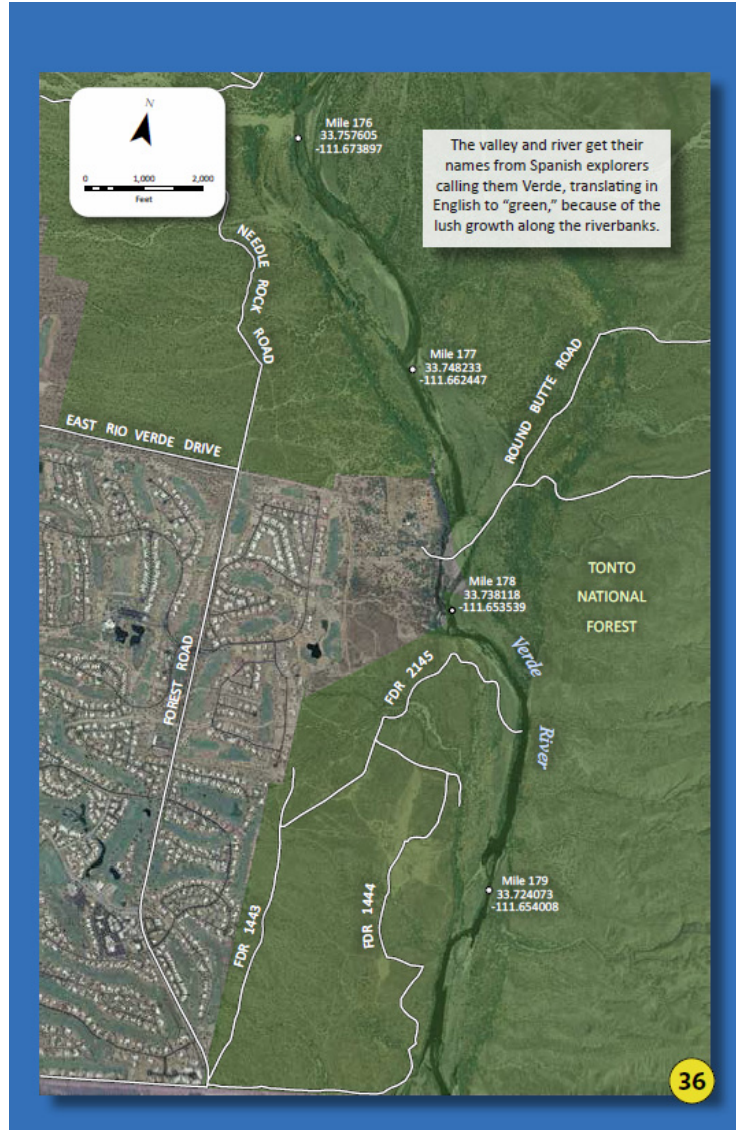 N
0 1,000 2,000
Feet
Mile 176
33.757605
-111.673897
The valley and river get their
names from Spanish explorers
calling them Verde, translating in
English to “green,” because of the
lush growth along the riverbanks.
NEEDLE ROCK ROAD
Mile 177
33.748233
-111.662447
ROUND BUTTE ROAD
EAST RIO VERDE DRIVE
Mile 178
33.738118
-111.653539
TONTO
NATIONAL
FOREST
Verde
River
FDR 2145
FOREST ROAD
Mile 179
33.724073
-111.654008
FDR 1443
FDR 1444
36